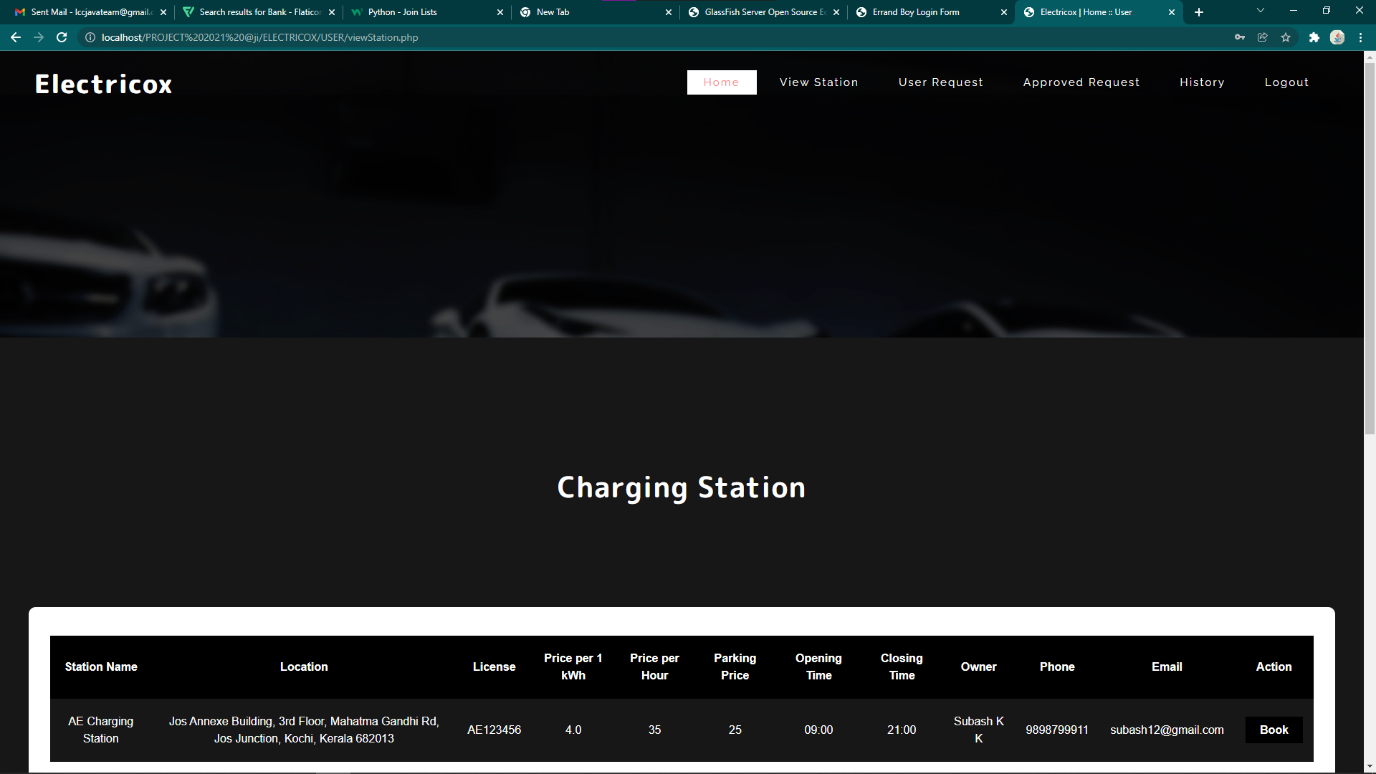 Sent Mail - lccjavateam@gmail.c
Search results for Bank - Flaticon
Python - Join Lists
New Tab
GlassFish Server Open Source Ed
Errand Boy Login Form
Electricox | Home :: User
localhost/PROJECT%202021%20@ji/ELECTRICOX/USER/viewStation.php
Electricox
Home
View Station
User Request
Approved Request
History
Logout
Charging Station
Station Name
Location
License
Price per 1
kWh
Price per
Hour
Parking
Price
Opening
Time
Closing
Time
Owner
Phone
Email
Action
AE Charging
Station
Jos Annexe Building, 3rd Floor, Mahatma Gandhi Rd,
Jos Junction, Kochi, Kerala 682013
AE123456
4.0
35
25
09:00
21:00
Subash K
K
9898799911
subash12@gmail.com
Book